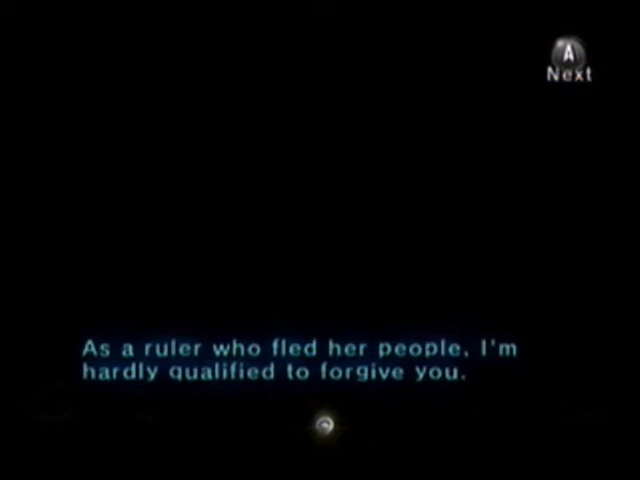 A
Next
As a ruler who fled her people, I'm
hardly qualified to forgive you.